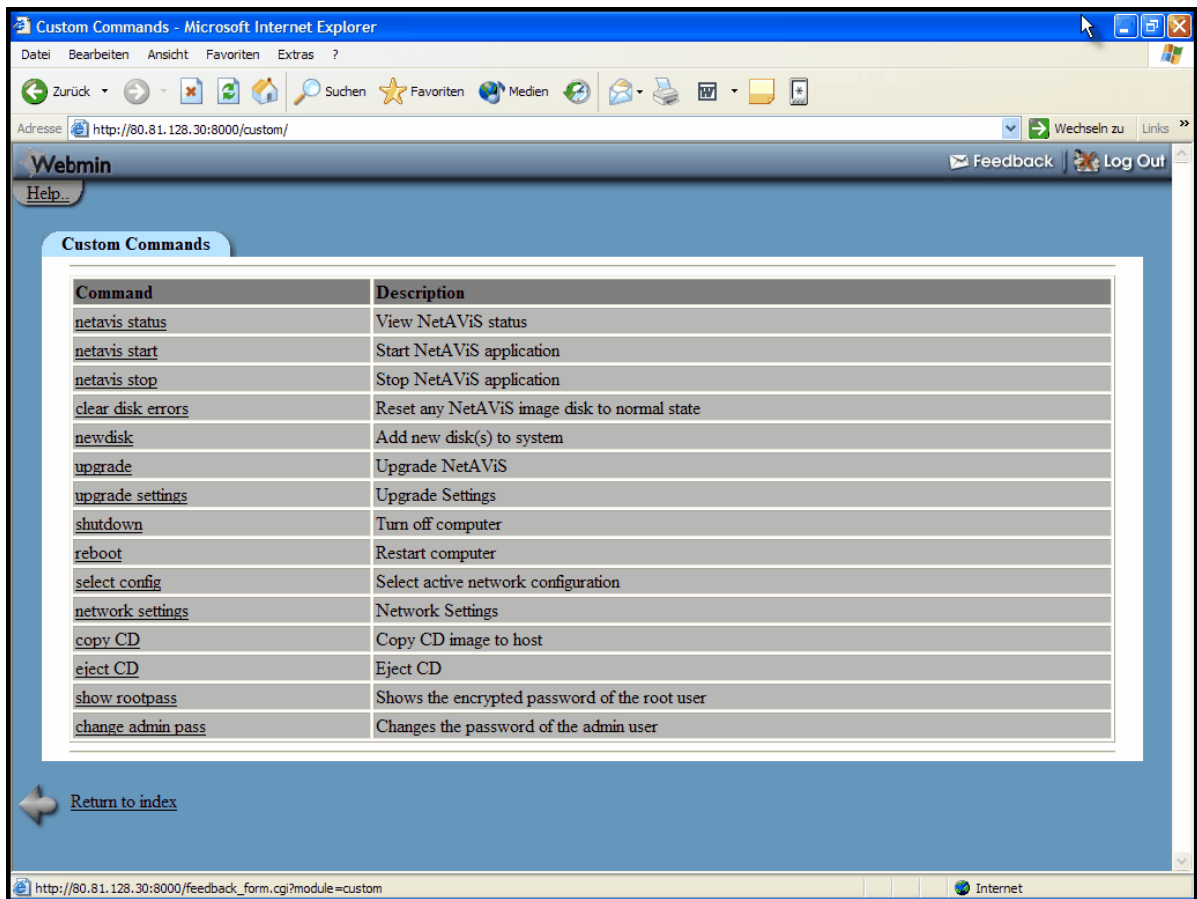 Custom Commands - Microsoft Internet Explorer
Datei Bearbeiten Ansicht Favoriten Extras ?
Zurück Suchen Favoriten Medien
Adresse http://80.81.128.30:8000/custom/ Wechseln zu Links »
Webmin Feedback Log Out
Help..
Custom Commands
Command Description
netavis status View NetAViS status
netavis start Start NetAViS application
netavis stop Stop NetAViS application
clear disk errors Reset any NetAViS image disk to normal state
newdisk Add new disk(s) to system
upgrade Upgrade NetAViS
upgrade settings Upgrade Settings
shutdown Turn off computer
reboot Restart computer
select config Select active network configuration
network settings Network Settings
copy CD Copy CD image to host
eject CD Eject CD
show rootpass Shows the encrypted password of the root user
change admin pass Changes the password of the admin user
Return to index
http://80.81.128.30:8000/feedback_form.cgi?module=custom Internet